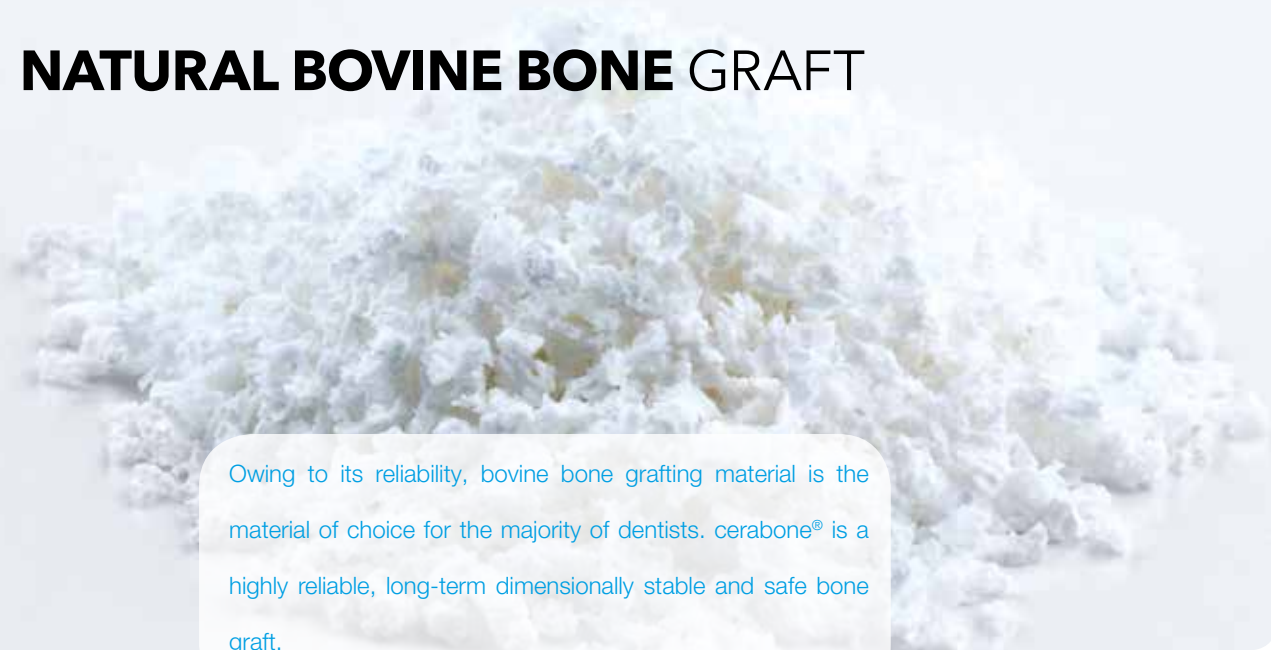 NATURAL BOVINE BONE GRAFT
Owing to its reliability, bovine bone grafting material is the
material of choice for the majority of dentists. cerabone® is a
highly reliable, long-term dimensionally stable and safe bone
graft.